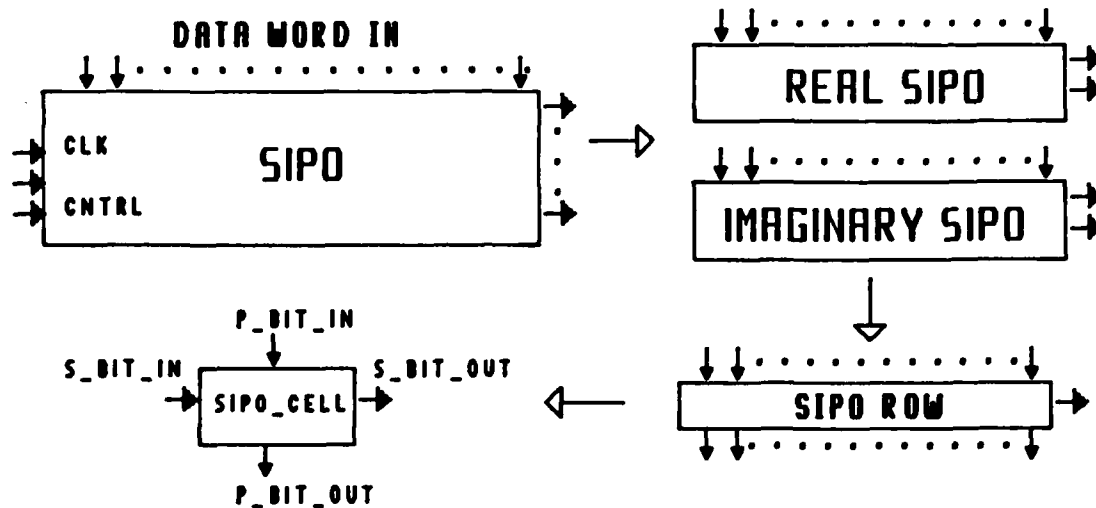 DATA WORD IN
CLK
SIPO
CNTRL
REAL SIPO
IMAGINARY SIPO
P_BIT_IN
S_BIT_IN
S_BIT_OUT
SIPO_CELL
P_BIT_OUT
SIPO ROW